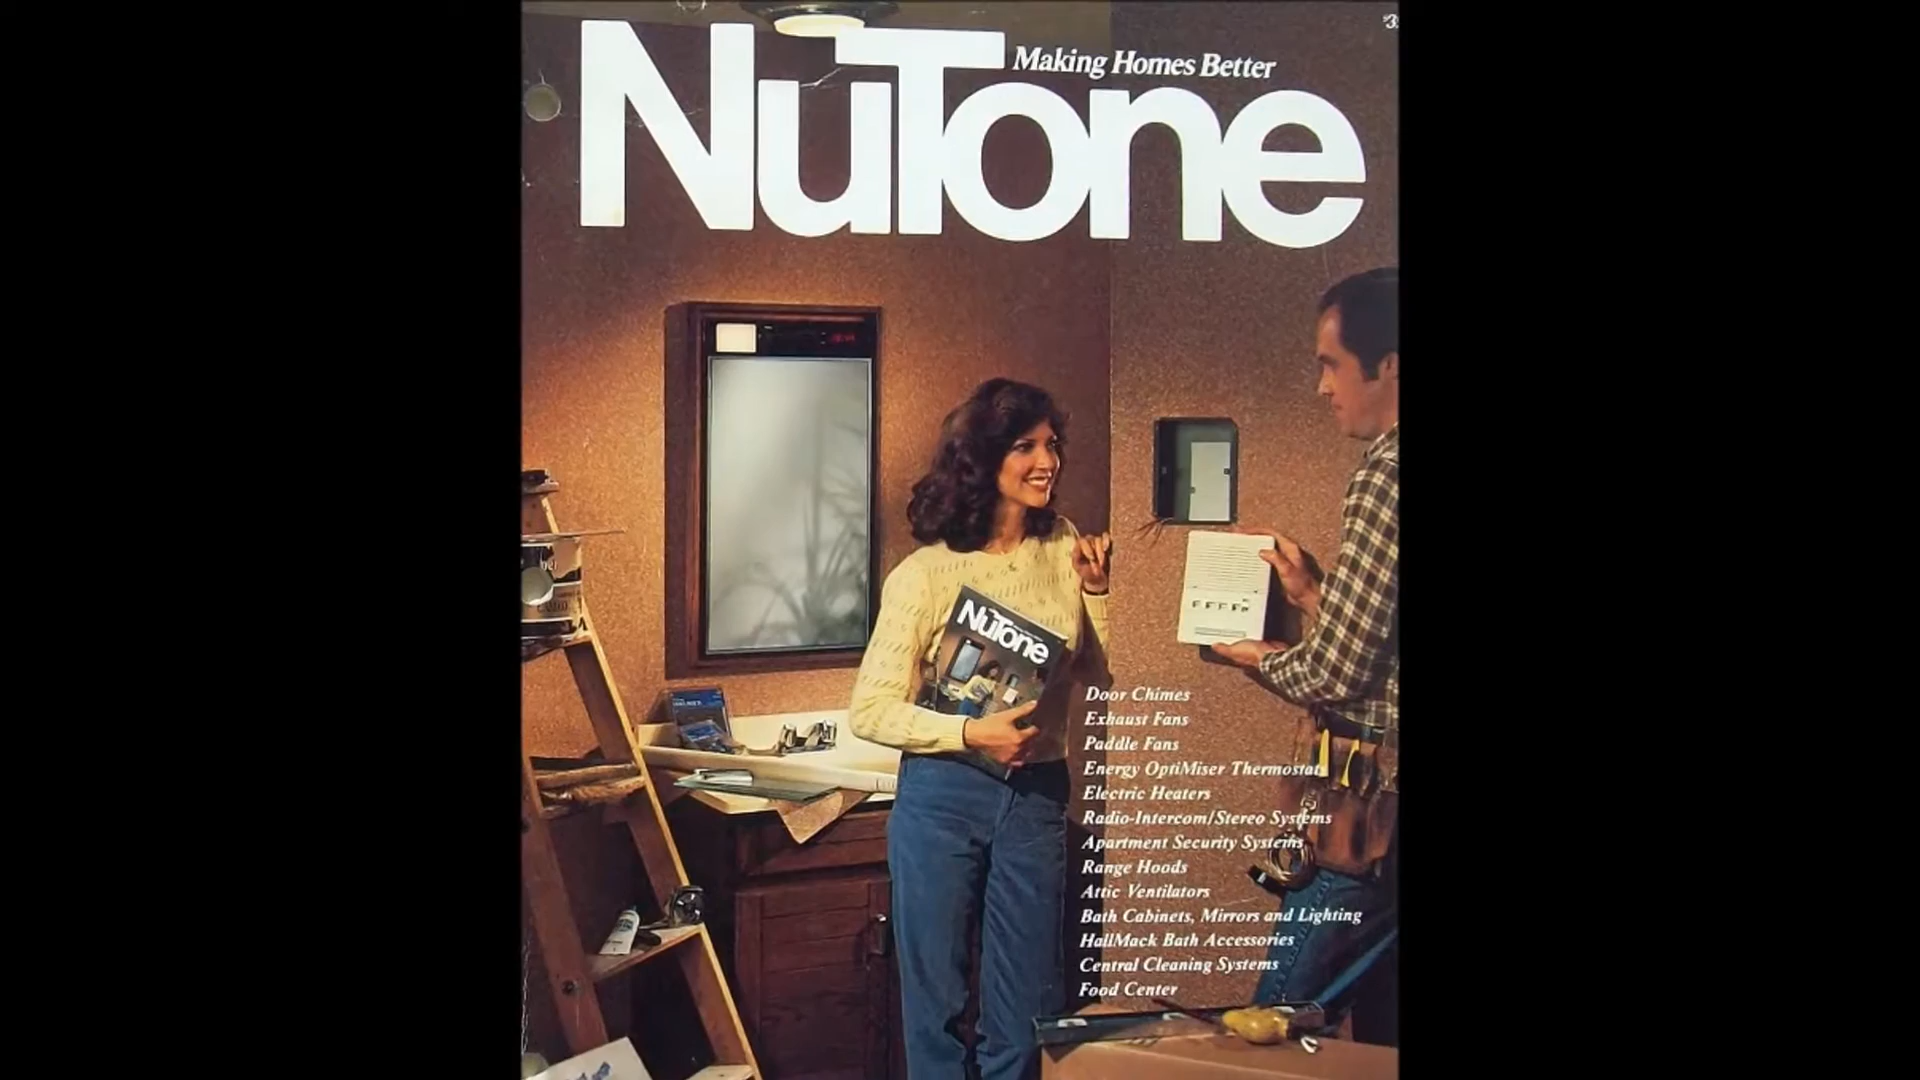 $3
Making Homes Better
NuTone
NuTone
Door Chimes
Exhaust Fans
Paddle Fans
Energy OptiMiser Thermostats
Electric Heaters
Radio-Intercom/Stereo Systems
Apartment Security Systems
Range Hoods
Attic Ventilators
Bath Cabinets, Mirrors and Lighting
HallMack Bath Accessories
Central Cleaning Systems
Food Center